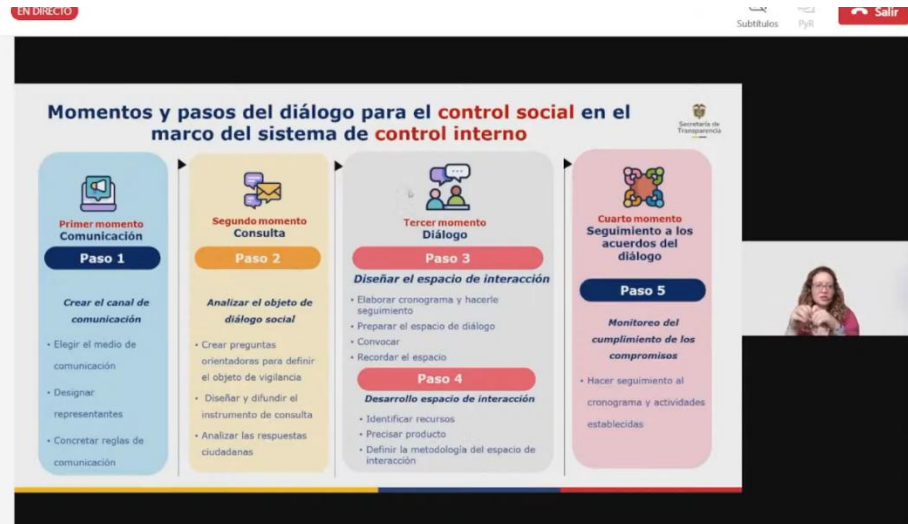 EN DIRECTO
Subtítulos
PyR
Salir
Momentos y pasos del diálogo para el control social en el
marco del sistema de control interno
Secretaría de
Transparencia
Primer momento
Comunicación
Paso 1
Crear el canal de
comunicación
• Elegir el medio de
comunicación
• Designar
representantes
• Concretar reglas de
comunicación
Segundo momento
Consulta
Paso 2
Analizar el objeto de
diálogo social
• Crear preguntas
orientadoras para definir
el objeto de vigilancia
• Diseñar y difundir el
instrumento de consulta
• Analizar las respuestas
ciudadanas
Tercer momento
Diálogo
Paso 3
Diseñar el espacio de interacción
• Elaborar cronograma y hacerle
seguimiento
• Preparar el espacio de diálogo
• Convocar
• Recordar el espacio
Paso 4
Desarrollo espacio de interacción
• Identificar recursos
• Precisar producto
• Definir la metodología del espacio de
interacción
Cuarto momento
Seguimiento a los
acuerdos del
diálogo
Paso 5
Monitoreo del
cumplimiento de los
compromisos
• Hacer seguimiento al
cronograma y actividades
establecidas